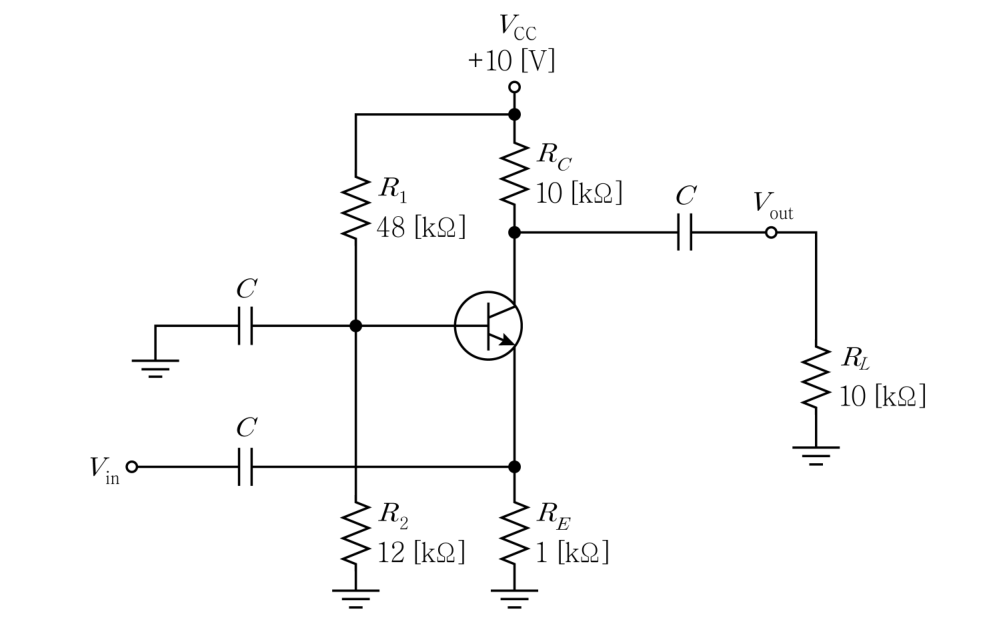 V_CC
+10 [V]
R_C
10 [kΩ]
R_1
48 [kΩ]
C
V_out
C
R_L
10 [kΩ]
C
V_in
R_2
12 [kΩ]
R_E
1 [kΩ]